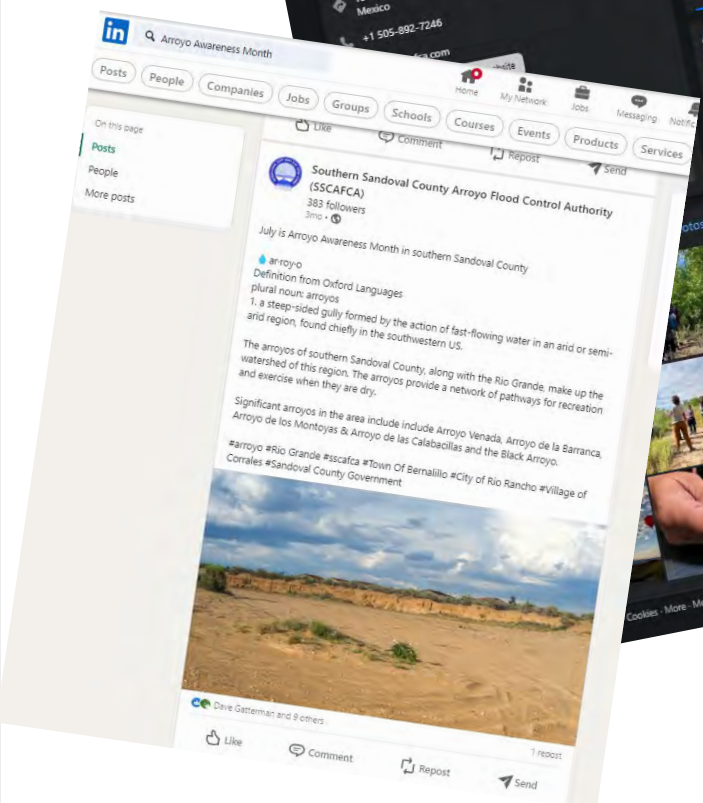 Mexico
+1 505-892-7246
in
Arroyo Awareness Month
Home
My Network
Jobs
Messaging
Posts
People
Companies
Jobs
Groups
Schools
Courses
Events
Products
Services
On this page
Posts
People
More posts
Like
Comment
Repost
Send
Southern Sandoval County Arroyo Flood Control Authority
(SSCAFCA)
383 followers
3mo •
July is Arroyo Awareness Month in southern Sandoval County
ar·roy·o
Definition from Oxford Languages
plural noun: arroyos
1. a steep-sided gully formed by the action of fast-flowing water in an arid or semi-
arid region, found chiefly in the southwestern US.
The arroyos of southern Sandoval County, along with the Rio Grande, make up the
watershed of this region. The arroyos provide a network of pathways for recreation
and exercise when they are dry.
Significant arroyos in the area include include Arroyo Venada, Arroyo de la Barranca,
Arroyo de los Montoyas & Arroyo de las Calabacillas and the Black Arroyo.
#arroyo #Rio Grande #sscafca #Town Of Bernalillo #City of Rio Rancho #Village of
Corrales #Sandoval County Government
Dave Gatterman and 9 others
1 repost
Like
Comment
Repost
Send
Cookies · More ·